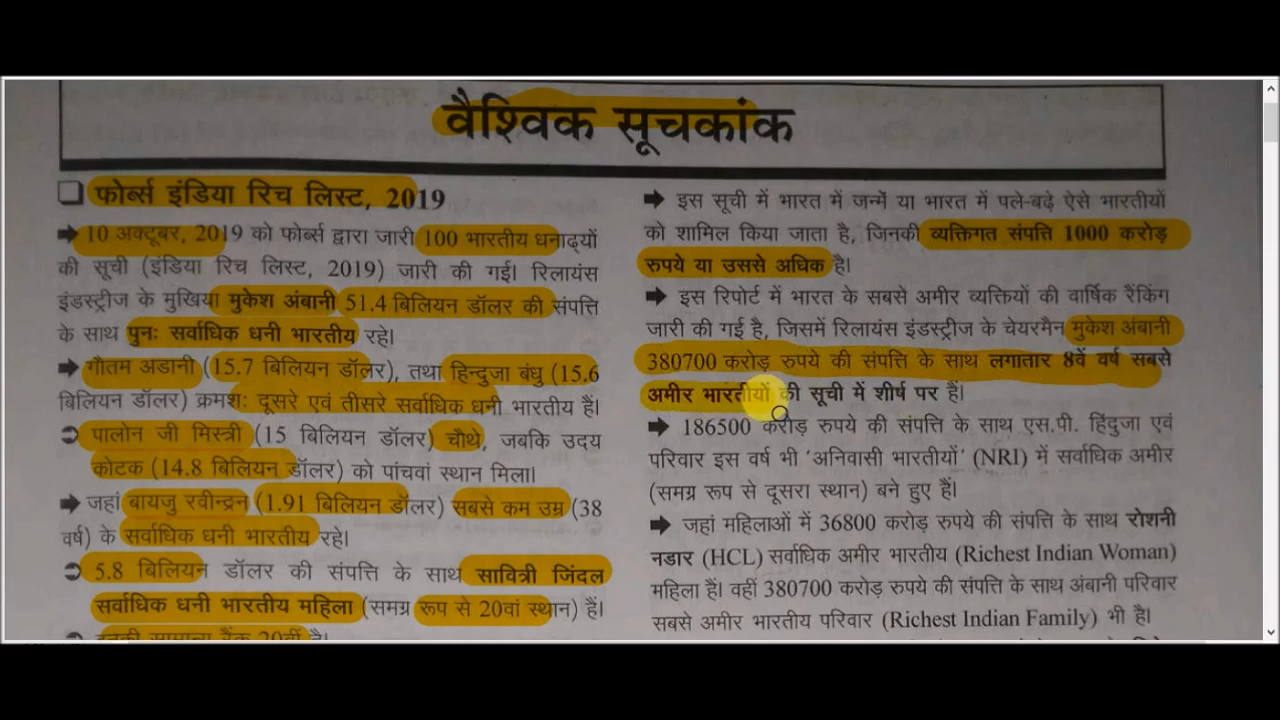 वैश्विक सूचकांक
❑ फोर्ब्स इंडिया रिच लिस्ट, 2019
➡ 10 अक्टूबर, 2019 को फोर्ब्स द्वारा जारी 100 भारतीय धनाढ्यों
की सूची (इंडिया रिच लिस्ट, 2019) जारी की गई। रिलायंस
इंडस्ट्रीज के मुखिया मुकेश अंबानी 51.4 बिलियन डॉलर की संपत्ति
के साथ पुनः सर्वाधिक धनी भारतीय रहे।
➡ गौतम अडानी (15.7 बिलियन डॉलर), तथा हिन्दुजा बंधु (15.6
बिलियन डॉलर) क्रमशः दूसरे एवं तीसरे सर्वाधिक धनी भारतीय हैं।
➲ पालोन जी मिस्त्री (15 बिलियन डॉलर) चौथे, जबकि उदय
कोटक (14.8 बिलियन डॉलर) को पांचवां स्थान मिला।
➡ जहां बायजु रवीन्द्रन (1.91 बिलियन डॉलर) सबसे कम उम्र (38
वर्ष) के सर्वाधिक धनी भारतीय रहे।
➲ 5.8 बिलियन डॉलर की संपत्ति के साथ सावित्री जिंदल
सर्वाधिक धनी भारतीय महिला (समग्र रूप से 20वां स्थान) हैं।
➲ इनकी सामान्य रैंक 20वीं है।
➡ इस सूची में भारत में जन्में या भारत में पले-बढ़े ऐसे भारतीयों
को शामिल किया जाता है, जिनकी व्यक्तिगत संपत्ति 1000 करोड़
रुपये या उससे अधिक है।
➡ इस रिपोर्ट में भारत के सबसे अमीर व्यक्तियों की वार्षिक रैंकिंग
जारी की गई है, जिसमें रिलायंस इंडस्ट्रीज के चेयरमैन मुकेश अंबानी
380700 करोड़ रुपये की संपत्ति के साथ लगातार 8वें वर्ष सबसे
अमीर भारतीयों की सूची में शीर्ष पर हैं।
➡ 186500 करोड़ रुपये की संपत्ति के साथ एस.पी. हिंदुजा एवं
परिवार इस वर्ष भी 'अनिवासी भारतीयों' (NRI) में सर्वाधिक अमीर
(समग्र रूप से दूसरा स्थान) बने हुए हैं।
➡ जहां महिलाओं में 36800 करोड़ रुपये की संपत्ति के साथ रोशनी
नडार (HCL) सर्वाधिक अमीर भारतीय (Richest Indian Woman)
महिला हैं। वहीं 380700 करोड़ रुपये की संपत्ति के साथ अंबानी परिवार
सबसे अमीर भारतीय परिवार (Richest Indian Family) भी है।